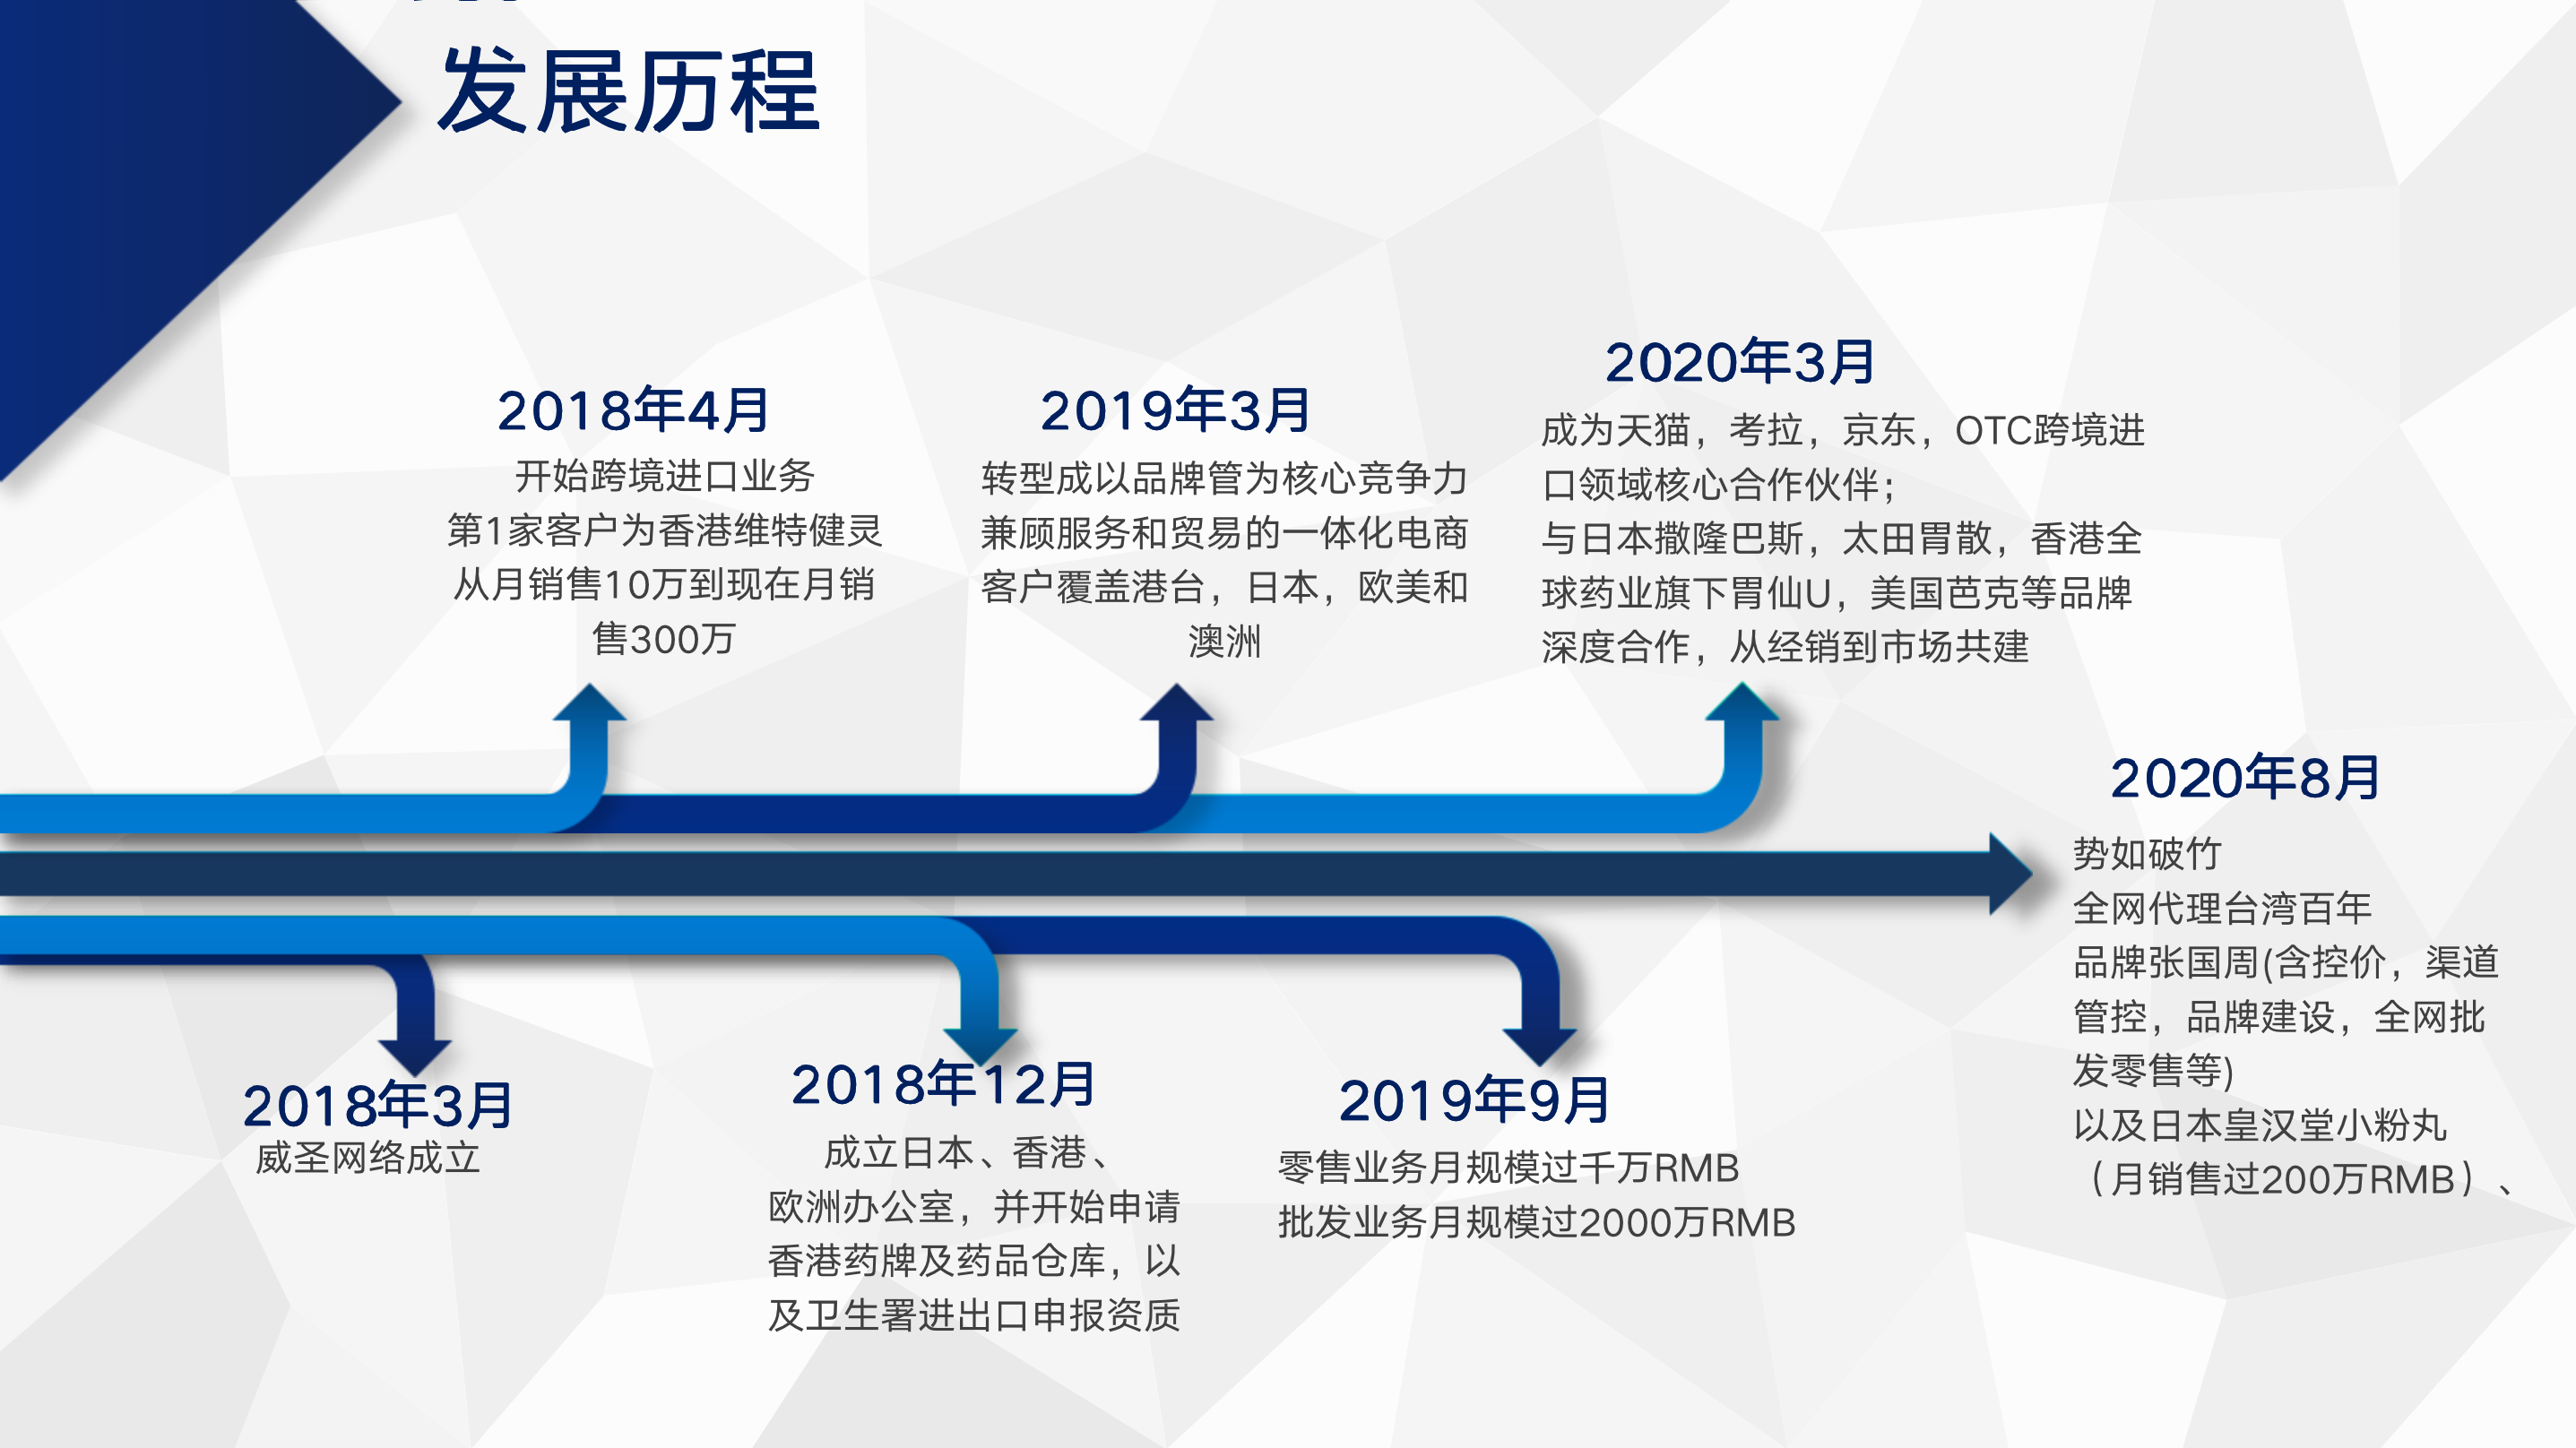 发展历程
2018年4月
开始跨境进口业务
第1家客户为香港维特健灵
从月销售10万到现在月销
售300万
2019年3月
转型成以品牌管为核心竞争力
兼顾服务和贸易的一体化电商
客户覆盖港台，日本，欧美和
澳洲
2020年3月
成为天猫，考拉，京东，OTC跨境进
口领域核心合作伙伴；
与日本撒隆巴斯，太田胃散，香港全
球药业旗下胃仙U，美国芭克等品牌
深度合作，从经销到市场共建
2020年8月
势如破竹
全网代理台湾百年
品牌张国周(含控价，渠道
管控，品牌建设，全网批
发零售等)
以及日本皇汉堂小粉丸
（月销售过200万RMB）、
2018年3月
威圣网络成立
2018年12月
成立日本、香港、
欧洲办公室，并开始申请
香港药牌及药品仓库，以
及卫生署进出口申报资质
2019年9月
零售业务月规模过千万RMB
批发业务月规模过2000万RMB